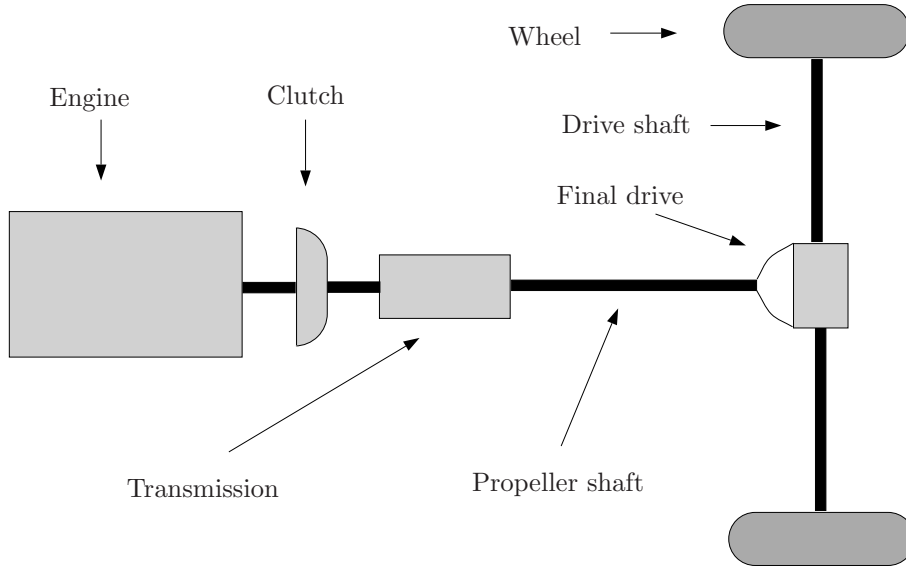 Wheel
Engine
Clutch
Drive shaft
Final drive
Transmission
Propeller shaft